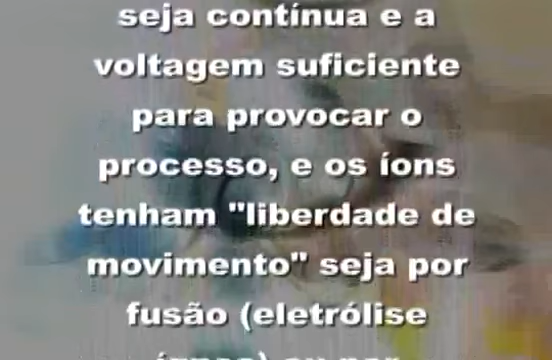 seja contínua e a
voltagem suficiente
para provocar o
processo, e os íons
tenham "liberdade de
movimento" seja por
fusão (eletrólise